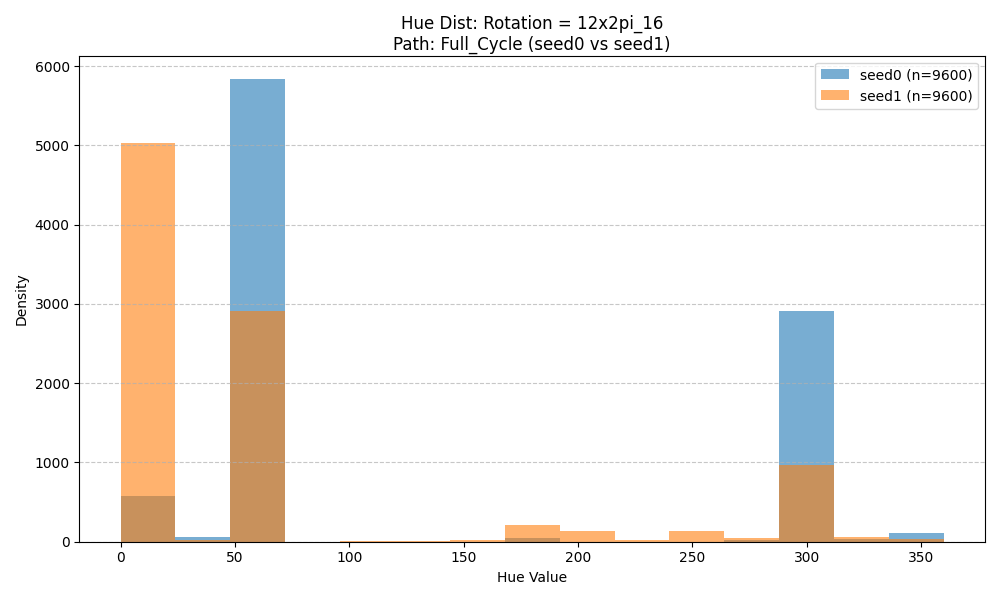 Hue Dist: Rotation = 12x2pi_16
Path: Full_Cycle (seed0 vs seed1)
seed0 (n=9600)
seed1 (n=9600)
6000
5000
4000
3000
2000
1000
0
Density
0 50 100 150 200 250 300 350
Hue Value